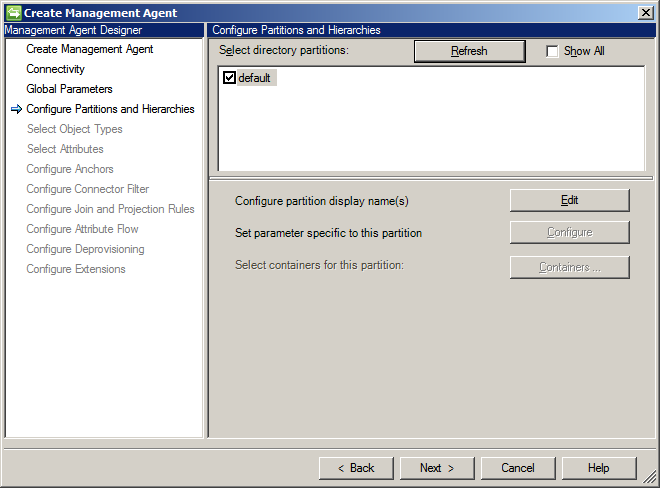 Create Management Agent
Management Agent Designer
Configure Partitions and Hierarchies
Create Management Agent
Connectivity
Global Parameters
Configure Partitions and Hierarchies
Select Object Types
Select Attributes
Configure Anchors
Configure Connector Filter
Configure Join and Projection Rules
Configure Attribute Flow
Configure Deprovisioning
Configure Extensions
Select directory partitions:
Refresh
Show All
default
Configure partition display name(s)
Edit
Set parameter specific to this partition
Configure
Select containers for this partition:
Containers ...
< Back
Next >
Cancel
Help